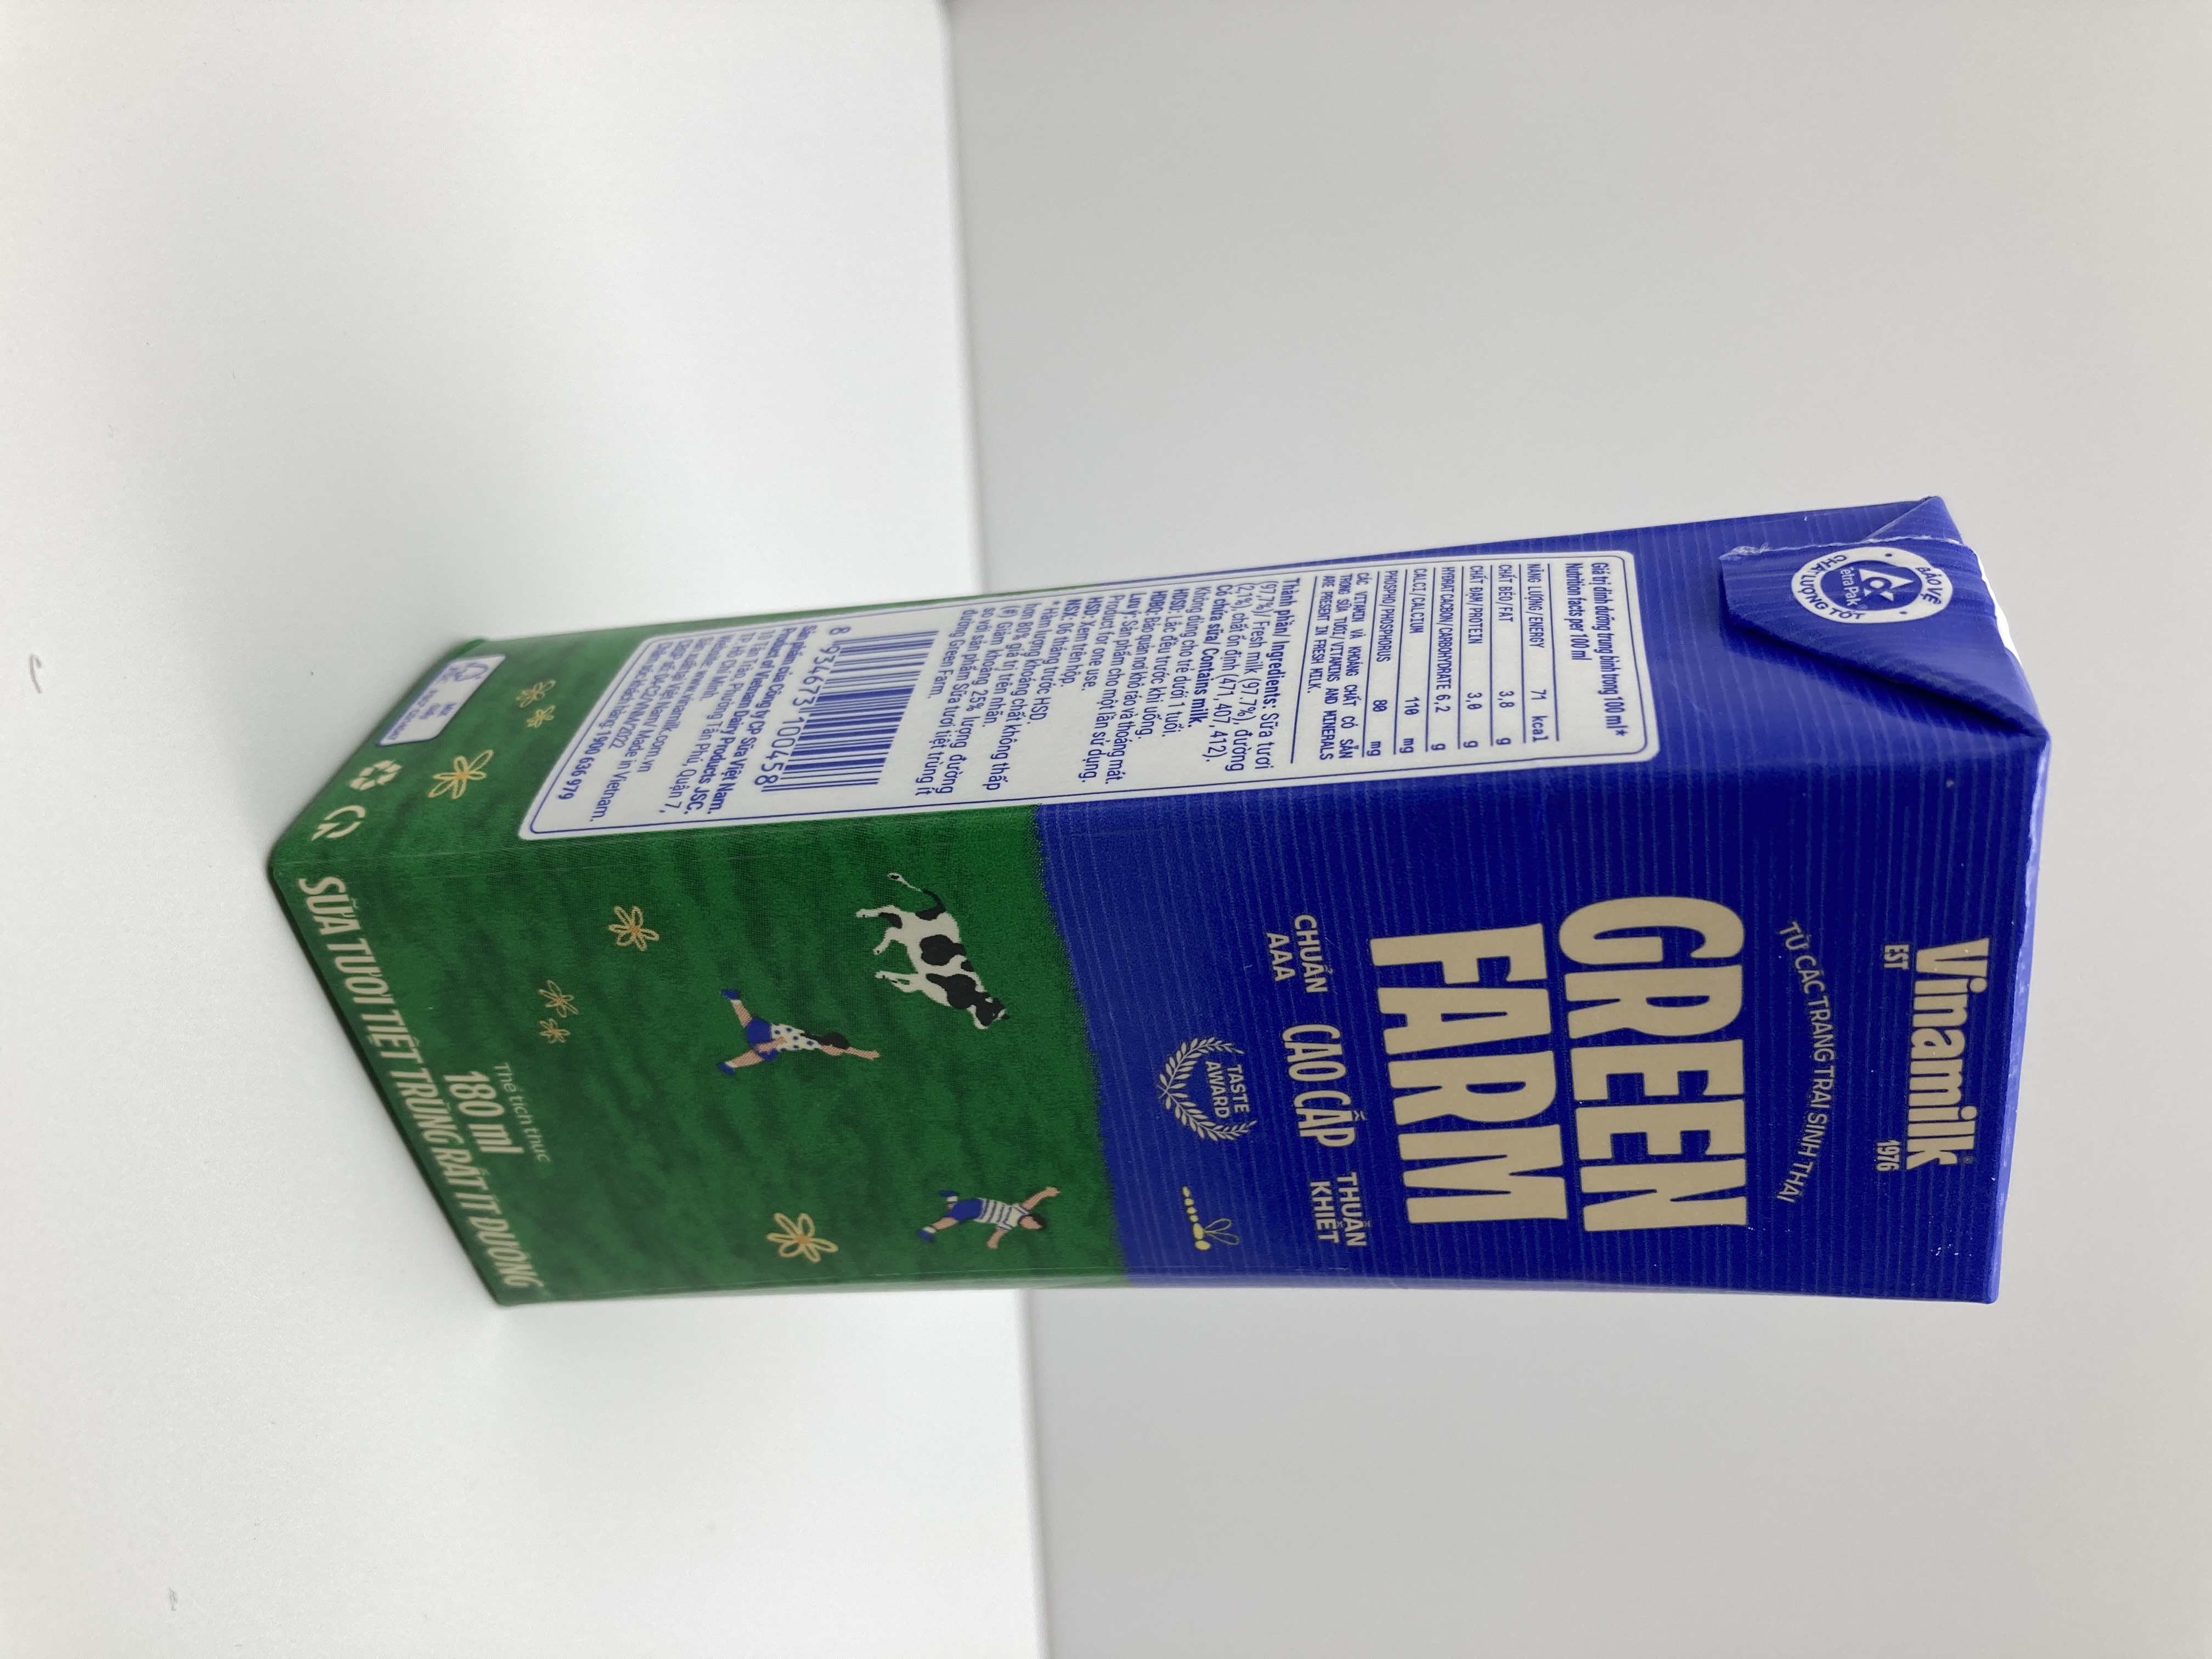 BẢO VỆ
Tetra Pak
CHẤT LƯỢNG TỐT
Giá trị dinh dưỡng trung bình trong 100 ml*
Nutrition facts per 100 ml
NĂNG LƯỢNG/ENERGY 71 kcal
CHẤT BÉO/FAT 3,8 g
CHẤT ĐẠM/PROTEIN 3,0 g
HYĐRAT CACBON/CARBOHYDRATE 6,2 g
CALCI/CALCIUM 110 mg
PHOSPHO/PHOSPHORUS 80 mg
CÁC VITAMIN VÀ KHOÁNG CHẤT CÓ SẴN
TRONG SỮA TƯƠI/VITAMINS AND MINERALS
ARE PRESENT IN FRESH MILK.
Thành phần/ Ingredients: Sữa tươi
(97,7%)/ Fresh milk (97.7%), đường
(2,1%), chất ổn định (471, 407, 412).
Có chứa sữa/ Contains milk.
Không dùng cho trẻ dưới 1 tuổi.
HDSD: Lắc đều trước khi uống.
HDBQ: Bảo quản nơi khô ráo và thoáng mát.
Lưu ý: Sản phẩm cho một lần sử dụng.
Product for one use.
HSD: Xem trên hộp.
NSX: 06 tháng trước HSD.
* Hàm lượng khoáng chất không thấp
hơn 80% giá trị trên nhãn.
(#) Giảm khoảng 25% lượng đường
so với sản phẩm Sữa tươi tiệt trùng ít
đường Green Farm.
8 934673 100458
Sản phẩm của Công ty CP Sữa Việt Nam.
Product of Vietnam Dairy Products JSC.
10 Tân Trào, Phường Tân Phú, Quận 7,
TP. Hồ Chí Minh.
Website: www.vinamilk.com.vn
Sản xuất tại Việt Nam/ Made in Vietnam.
CBSP số: 04-C2/VNM/2022
Chăm sóc khách hàng: 1900 636 979
FSC
Vinamilk
EST 1976
TỪ CÁC TRANG TRẠI SINH THÁI
GREEN
FARM
CHUẨN
AAA
CAO CẤP
THUẦN
KHIẾT
TASTE
AWARD
Thể tích thực
180 ml
SỮA TƯƠI TIỆT TRÙNG RẤT ÍT ĐƯỜNG